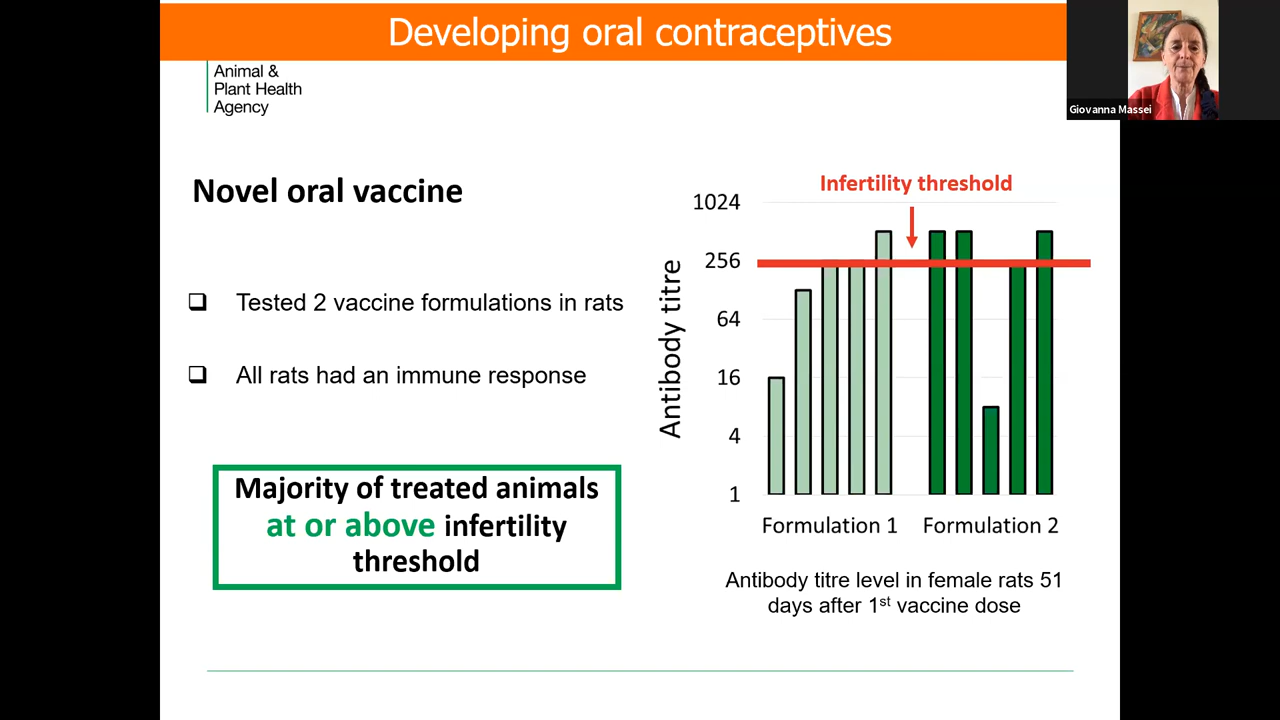 Developing oral contraceptives
Giovanna Massei
Animal &
Plant Health
Agency
Novel oral vaccine
Tested 2 vaccine formulations in rats
All rats had an immune response
Majority of treated animals
at or above infertility
threshold
Infertility threshold
Antibody titre
1024
256
64
16
4
1
Formulation 1
Formulation 2
Antibody titre level in female rats 51
days after 1st vaccine dose